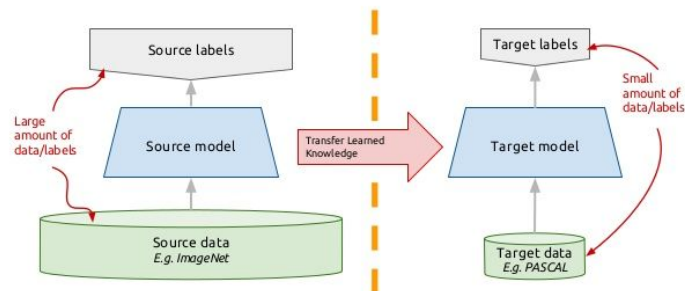 Source labels
Large
amount of
data/labels
Source model
Source data
E.g. ImageNet
Transfer Learned
Knowledge
Target labels
Small
amount of
data/labels
Target model
Target data
E.g. PASCAL